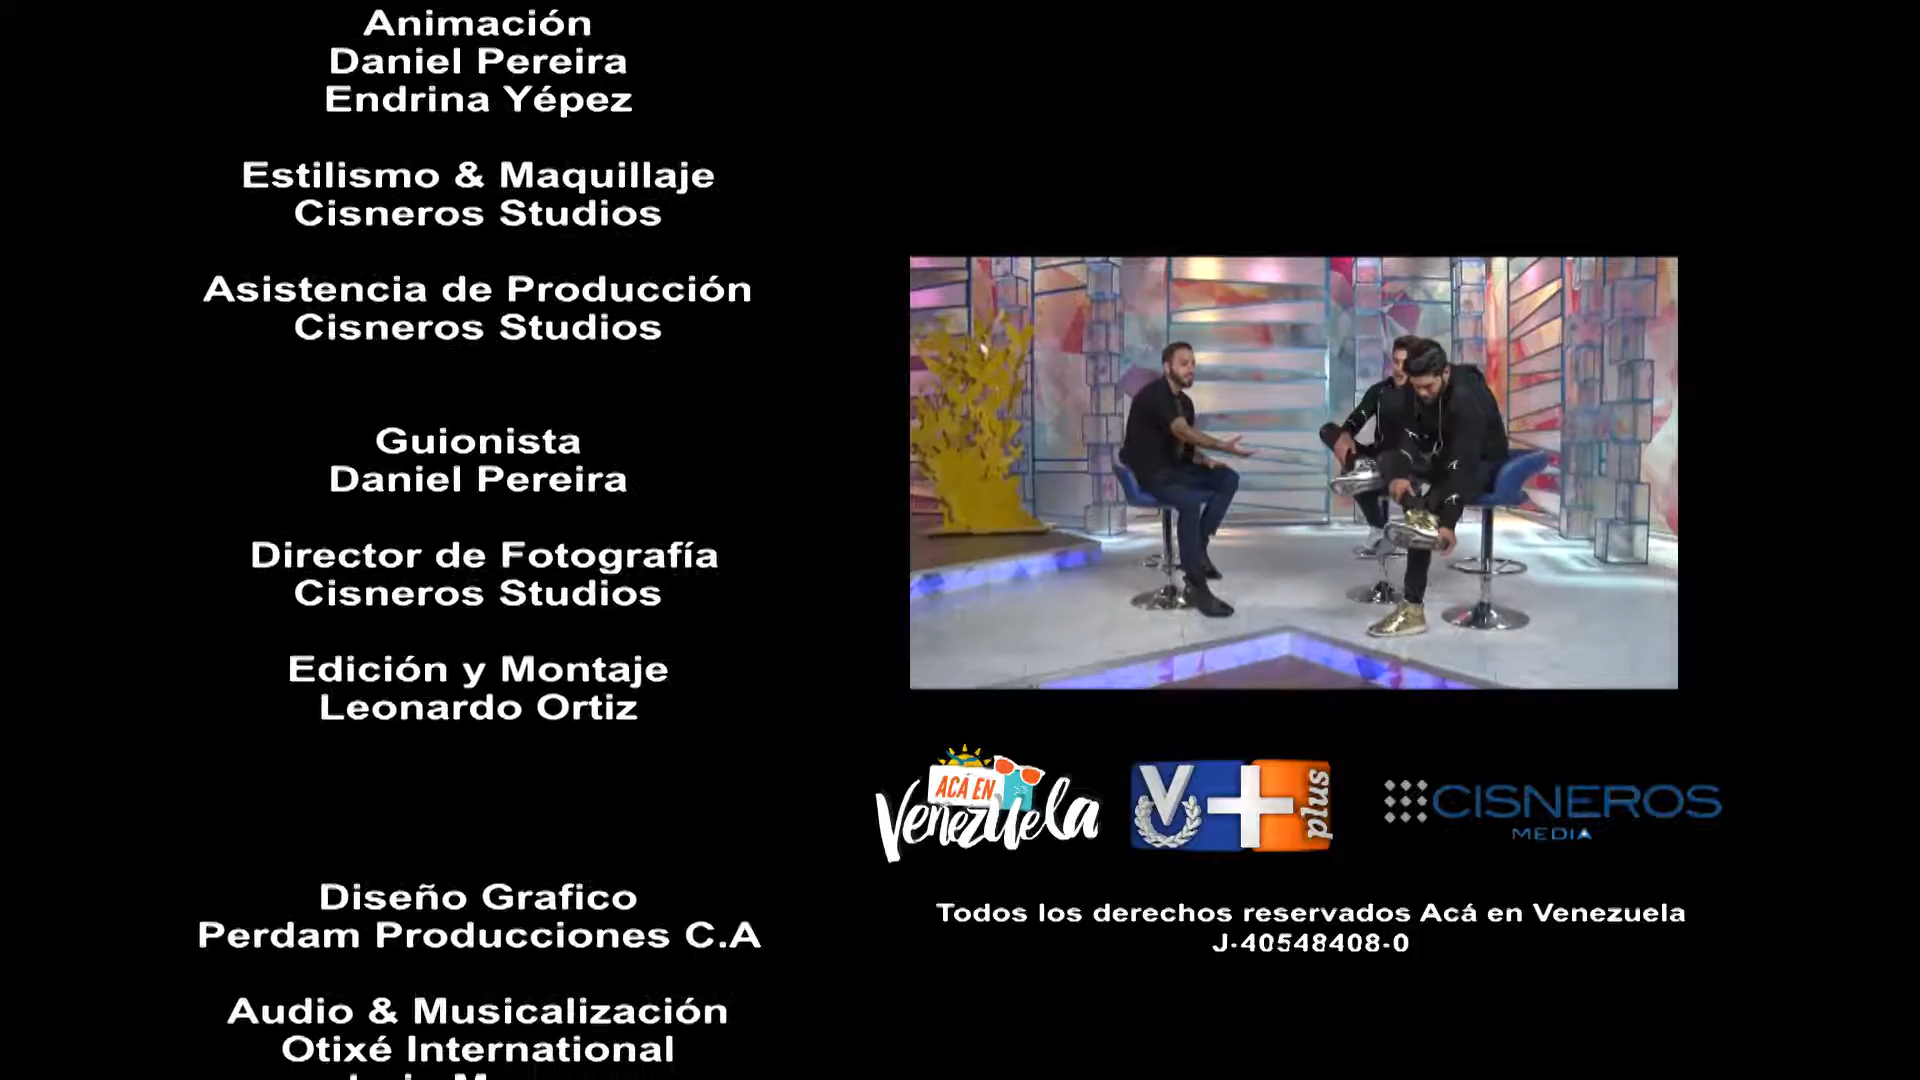 Animación
Daniel Pereira
Endrina Yépez
Estilismo & Maquillaje
Cisneros Studios
Asistencia de Producción
Cisneros Studios
Guionista
Daniel Pereira
Director de Fotografía
Cisneros Studios
Edición y Montaje
Leonardo Ortiz
Diseño Grafico
Perdam Producciones C.A
Audio & Musicalización
Otixé International
ACÁ EN
Venezuela
V+ plus
CISNEROS
MEDIA
Todos los derechos reservados Acá en Venezuela
J-40548408-0